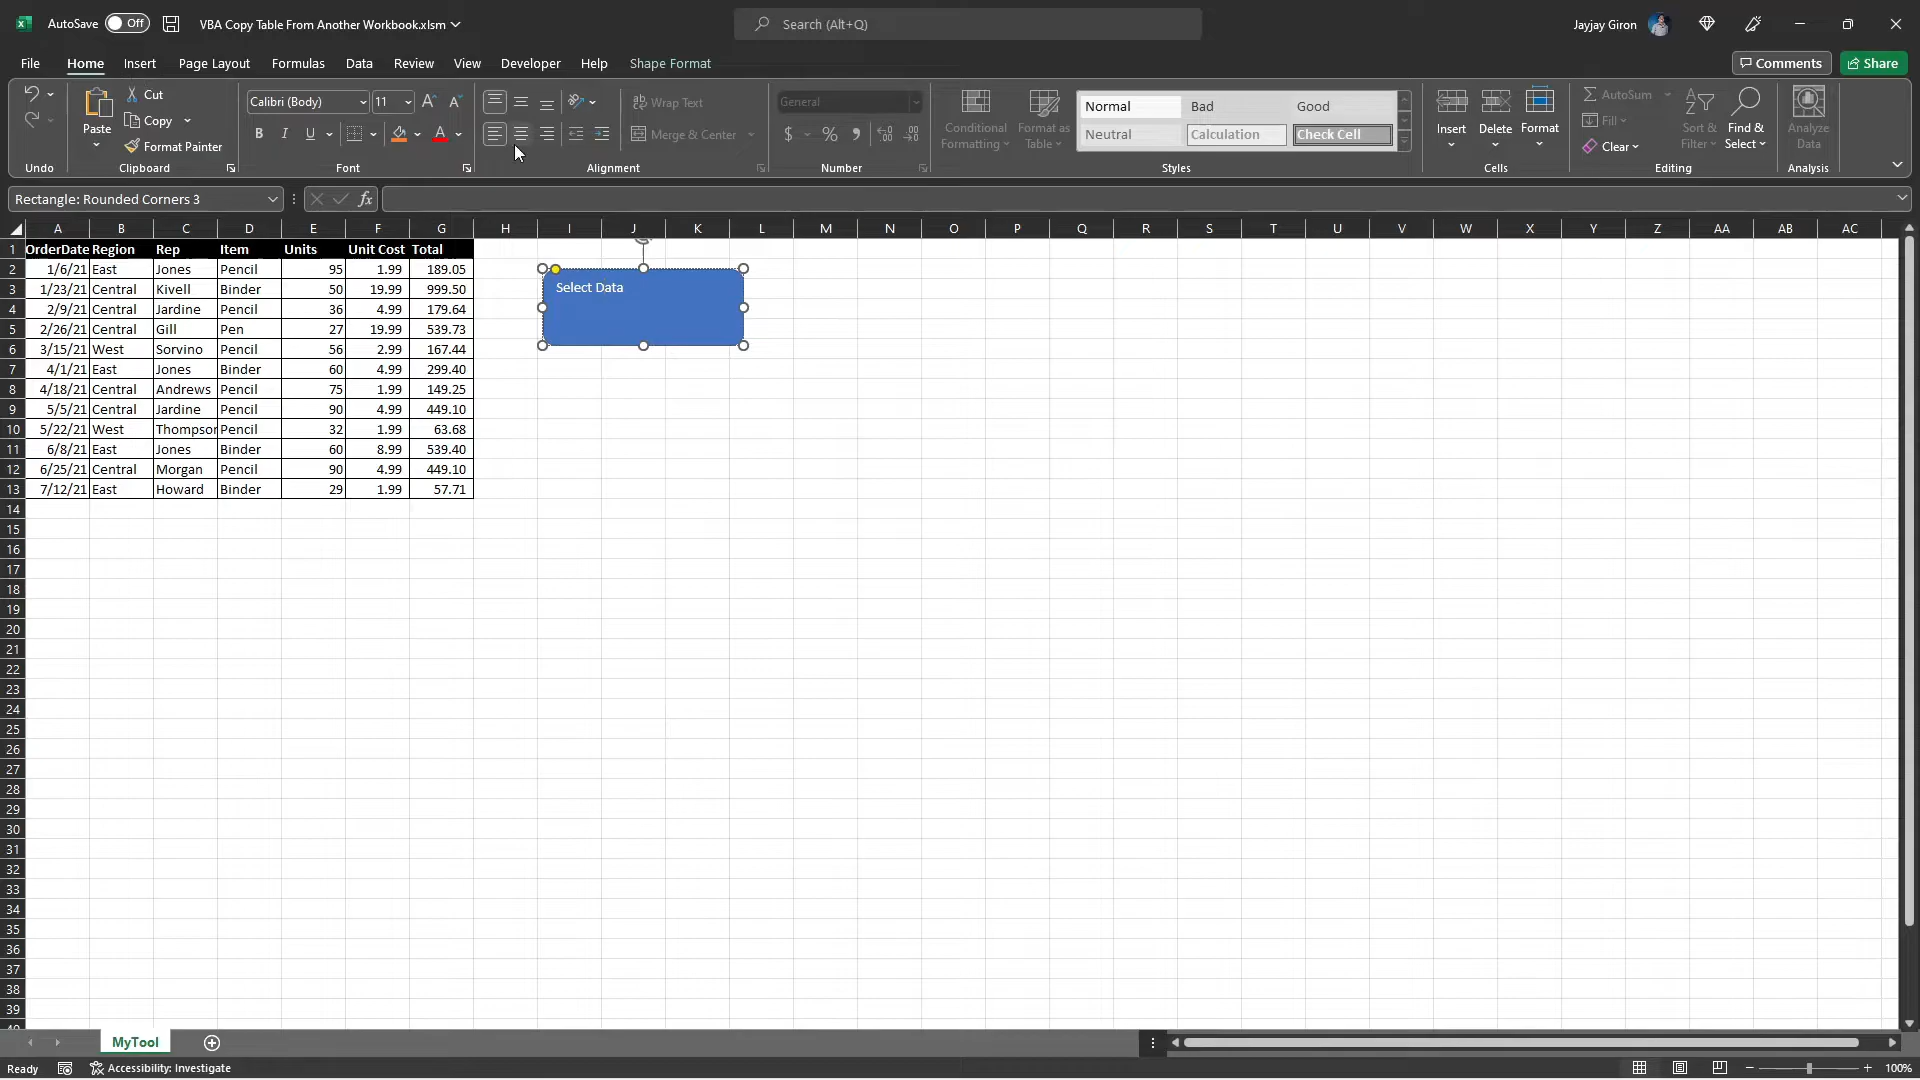 AutoSave Off VBA Copy Table From Another Workbook.xlsm Search (Alt+Q) Jayjay Giron
File Home Insert Page Layout Formulas Data Review View Developer Help Shape Format Comments Share
Cut Calibri (Body) 11 Wrap Text General Normal Bad Good AutoSum
Paste Copy B I U A Merge & Center $ % Conditional Formatting Format as Table Neutral Calculation Check Cell Insert Delete Format Fill Sort & Filter Find & Select Analyze Data
Format Painter Clear
Undo Clipboard Font Alignment Number Styles Cells Editing Analysis
Rectangle: Rounded Corners 3 fx
A B C D E F G H I J K L M N O P Q R S T U V W X Y Z AA AB AC
1 OrderDate Region Rep Item Units Unit Cost Total
2 1/6/21 East Jones Pencil 95 1.99 189.05
3 1/23/21 Central Kivell Binder 50 19.99 999.50
Select Data
4 2/9/21 Central Jardine Pencil 36 4.99 179.64
5 2/26/21 Central Gill Pen 27 19.99 539.73
6 3/15/21 West Sorvino Pencil 56 2.99 167.44
7 4/1/21 East Jones Binder 60 4.99 299.40
8 4/18/21 Central Andrews Pencil 75 1.99 149.25
9 5/5/21 Central Jardine Pencil 90 4.99 449.10
10 5/22/21 West Thompson Pencil 32 1.99 63.68
11 6/8/21 East Jones Binder 60 8.99 539.40
12 6/25/21 Central Morgan Pencil 90 4.99 449.10
13 7/12/21 East Howard Binder 29 1.99 57.71
14
15
16
17
18
19
20
21
22
23
24
25
26
27
28
29
30
31
32
33
34
35
36
37
38
39
MyTool
Ready Accessibility: Investigate 100%